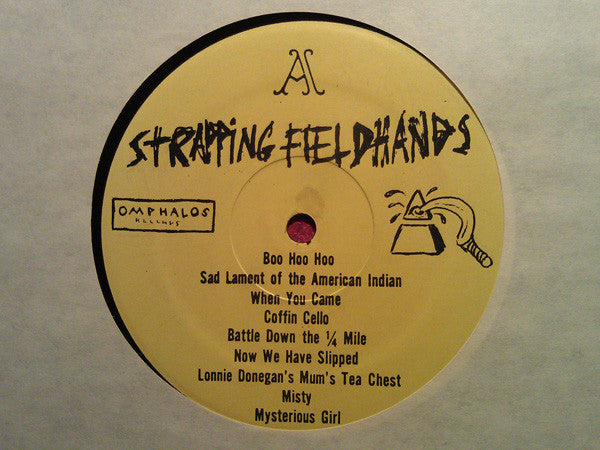 A
STRAPPING FIELDHANDS
OMPHALOS
RECORDS
Boo Hoo Hoo
Sad Lament of the American Indian
When You Came
Coffin Cello
Battle Down the ¼ Mile
Now We Have Slipped
Lonnie Donegan's Mum's Tea Chest
Misty
Mysterious Girl